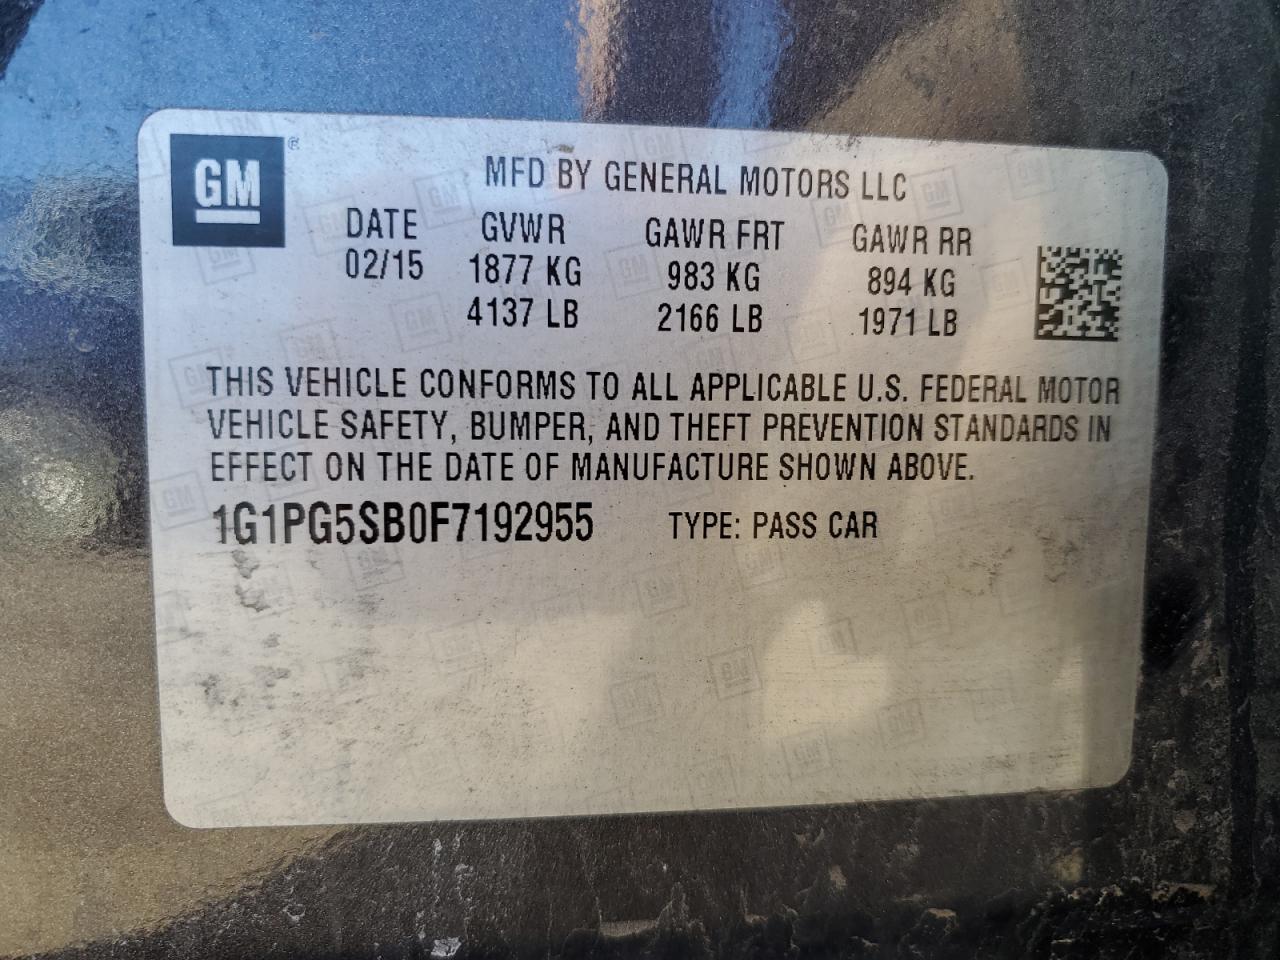 GM®
MFD BY GENERAL MOTORS LLC
DATE GVWR GAWR FRT GAWR RR
02/15 1877 KG 983 KG 894 KG
4137 LB 2166 LB 1971 LB
THIS VEHICLE CONFORMS TO ALL APPLICABLE U.S. FEDERAL MOTOR
VEHICLE SAFETY, BUMPER, AND THEFT PREVENTION STANDARDS IN
EFFECT ON THE DATE OF MANUFACTURE SHOWN ABOVE.
1G1PG5SB0F7192955 TYPE: PASS CAR